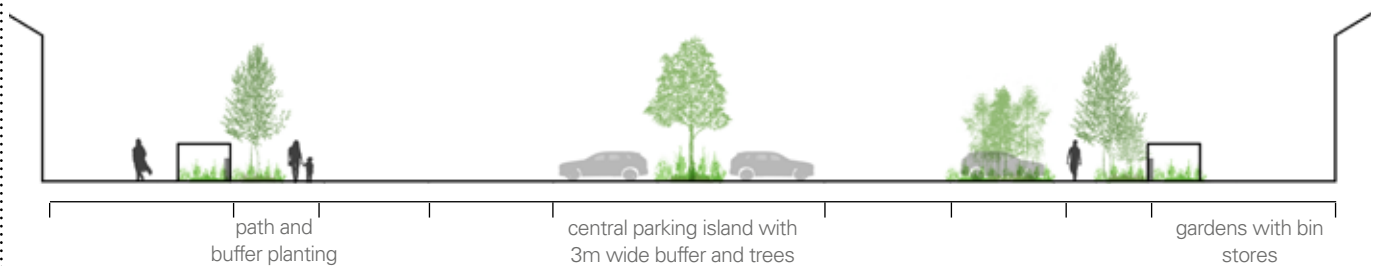 path and
buffer planting
central parking island with
3m wide buffer and trees
gardens with bin
stores